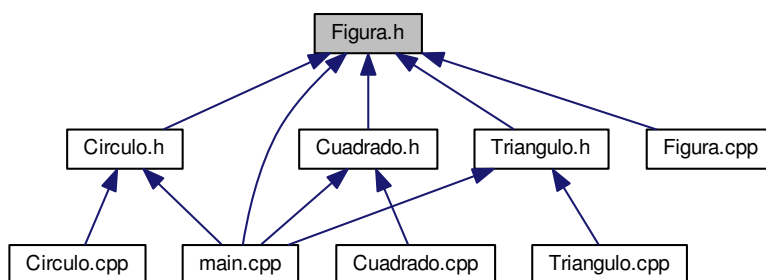 Figura.h
Circulo.h
Cuadrado.h
Triangulo.h
Figura.cpp
Circulo.cpp
main.cpp
Cuadrado.cpp
Triangulo.cpp